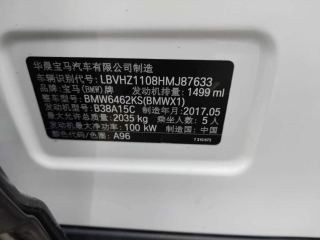 华晨宝马汽车有限公司制造
车辆识别代号: LBVHZ1108HMJ87633
品牌: 宝马(BMW)牌 发动机排量: 1499 ml
整车型号: BMW6462KS(BMWX1)
发动机型号: B38A15C 制造年月: 2017.05
最大允许总质量: 2035 kg 乘坐人数: 5 人
发动机最大净功率: 100 kW 制造国: 中国
颜色代号/色圈: A96